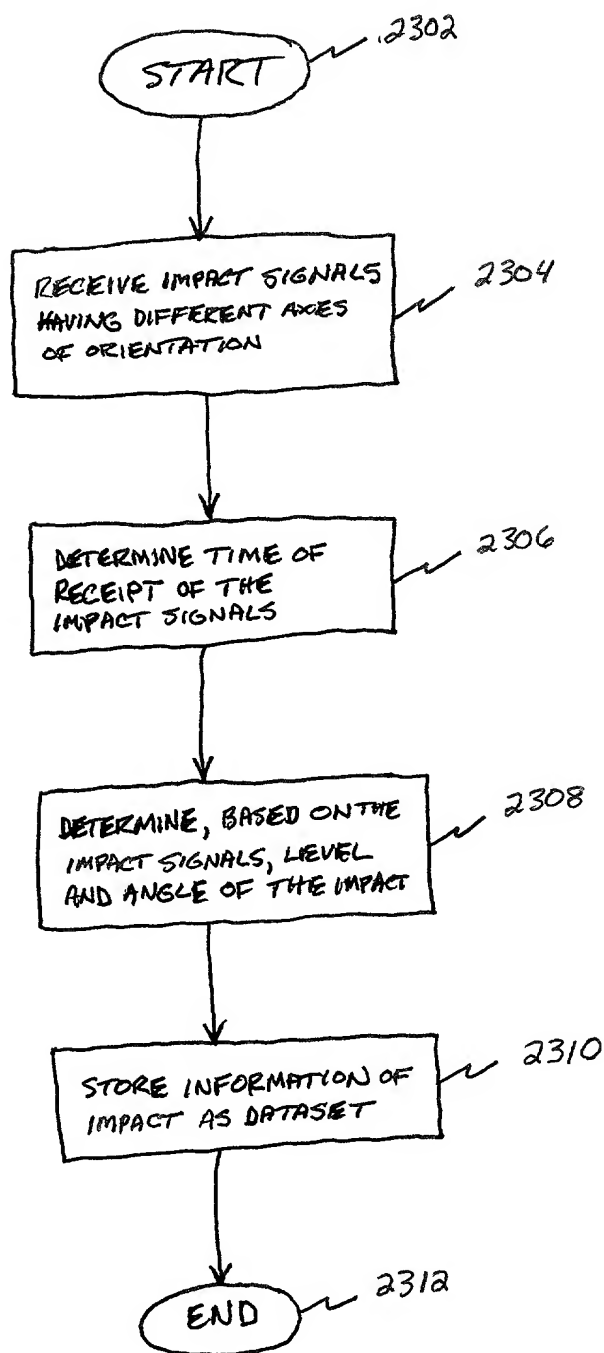 START
.2302
RECEIVE IMPACT SIGNALS
HAVING DIFFERENT AXES
OF ORIENTATION
2304
DETERMINE TIME OF
RECEIPT OF THE
IMPACT SIGNALS
2306
DETERMINE, BASED ON THE
IMPACT SIGNALS, LEVEL
AND ANGLE OF THE IMPACT
2308
STORE INFORMATION OF
IMPACT AS DATASET
2310
END
2312